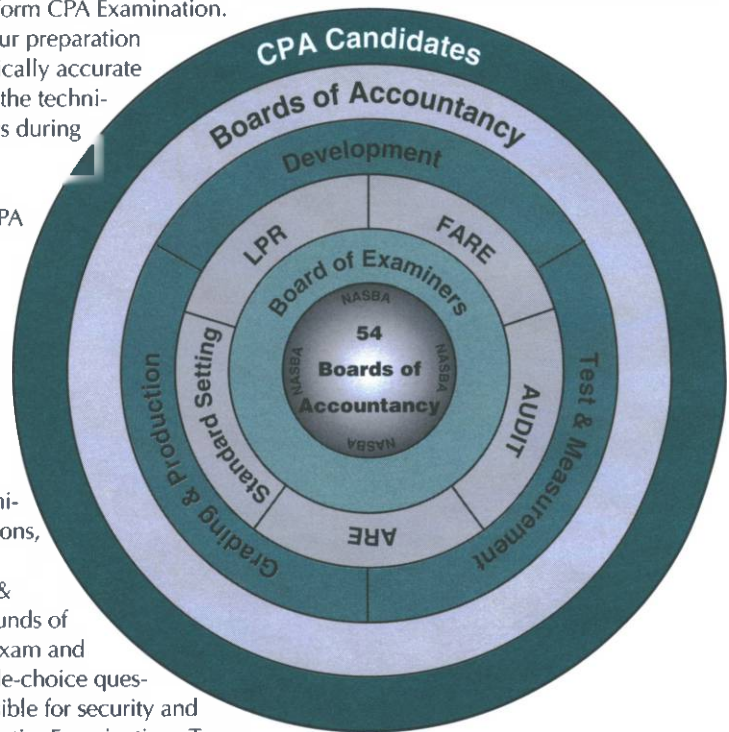 form CPA Examination.
ur preparation
ically accurate
the techni-
s during
PA
ni-
ons,
&
unds of
xam and
le-choice ques-
sible for security and
CPA Candidates
Boards of Accountancy
Development
LPR
FARE
Board of Examiners
NASBA
54
Boards of
Accountancy
NASBA
NASBA
NASBA
Standard Setting
AUDIT
ARE
Grading & Production
Test & Measurement